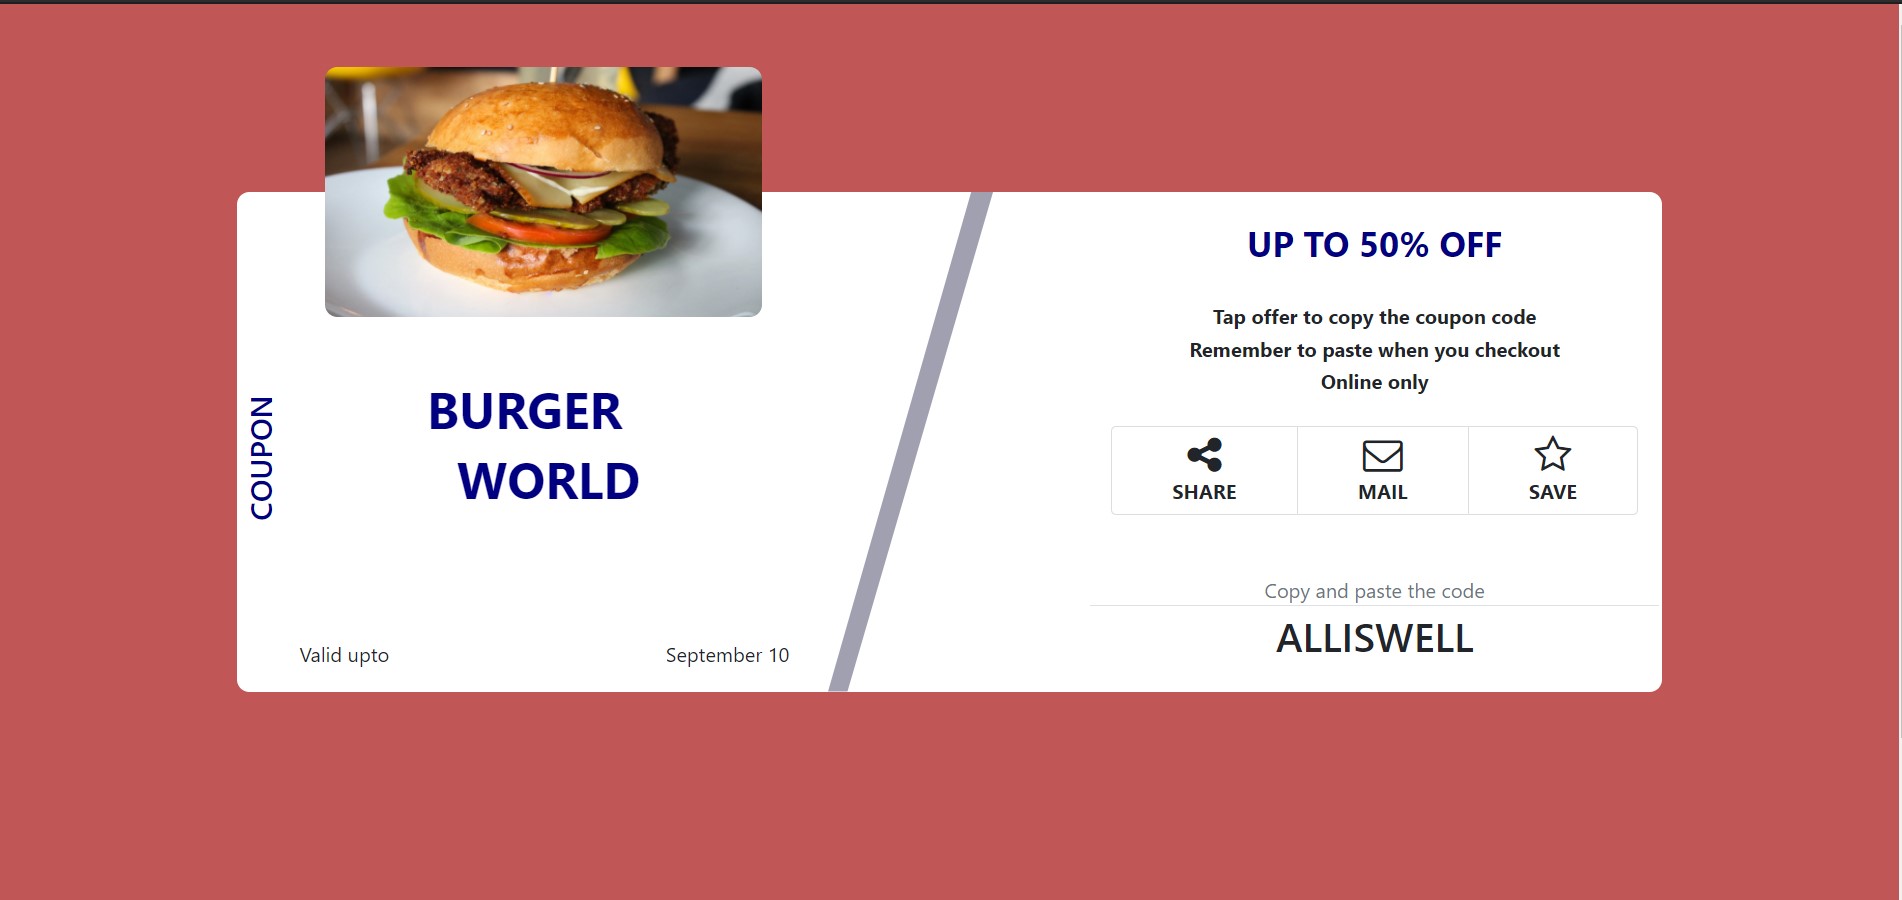 COUPON
BURGER
WORLD
Valid upto
September 10
UP TO 50% OFF
Tap offer to copy the coupon code
Remember to paste when you checkout
Online only
SHARE
MAIL
SAVE
Copy and paste the code
ALLISWELL